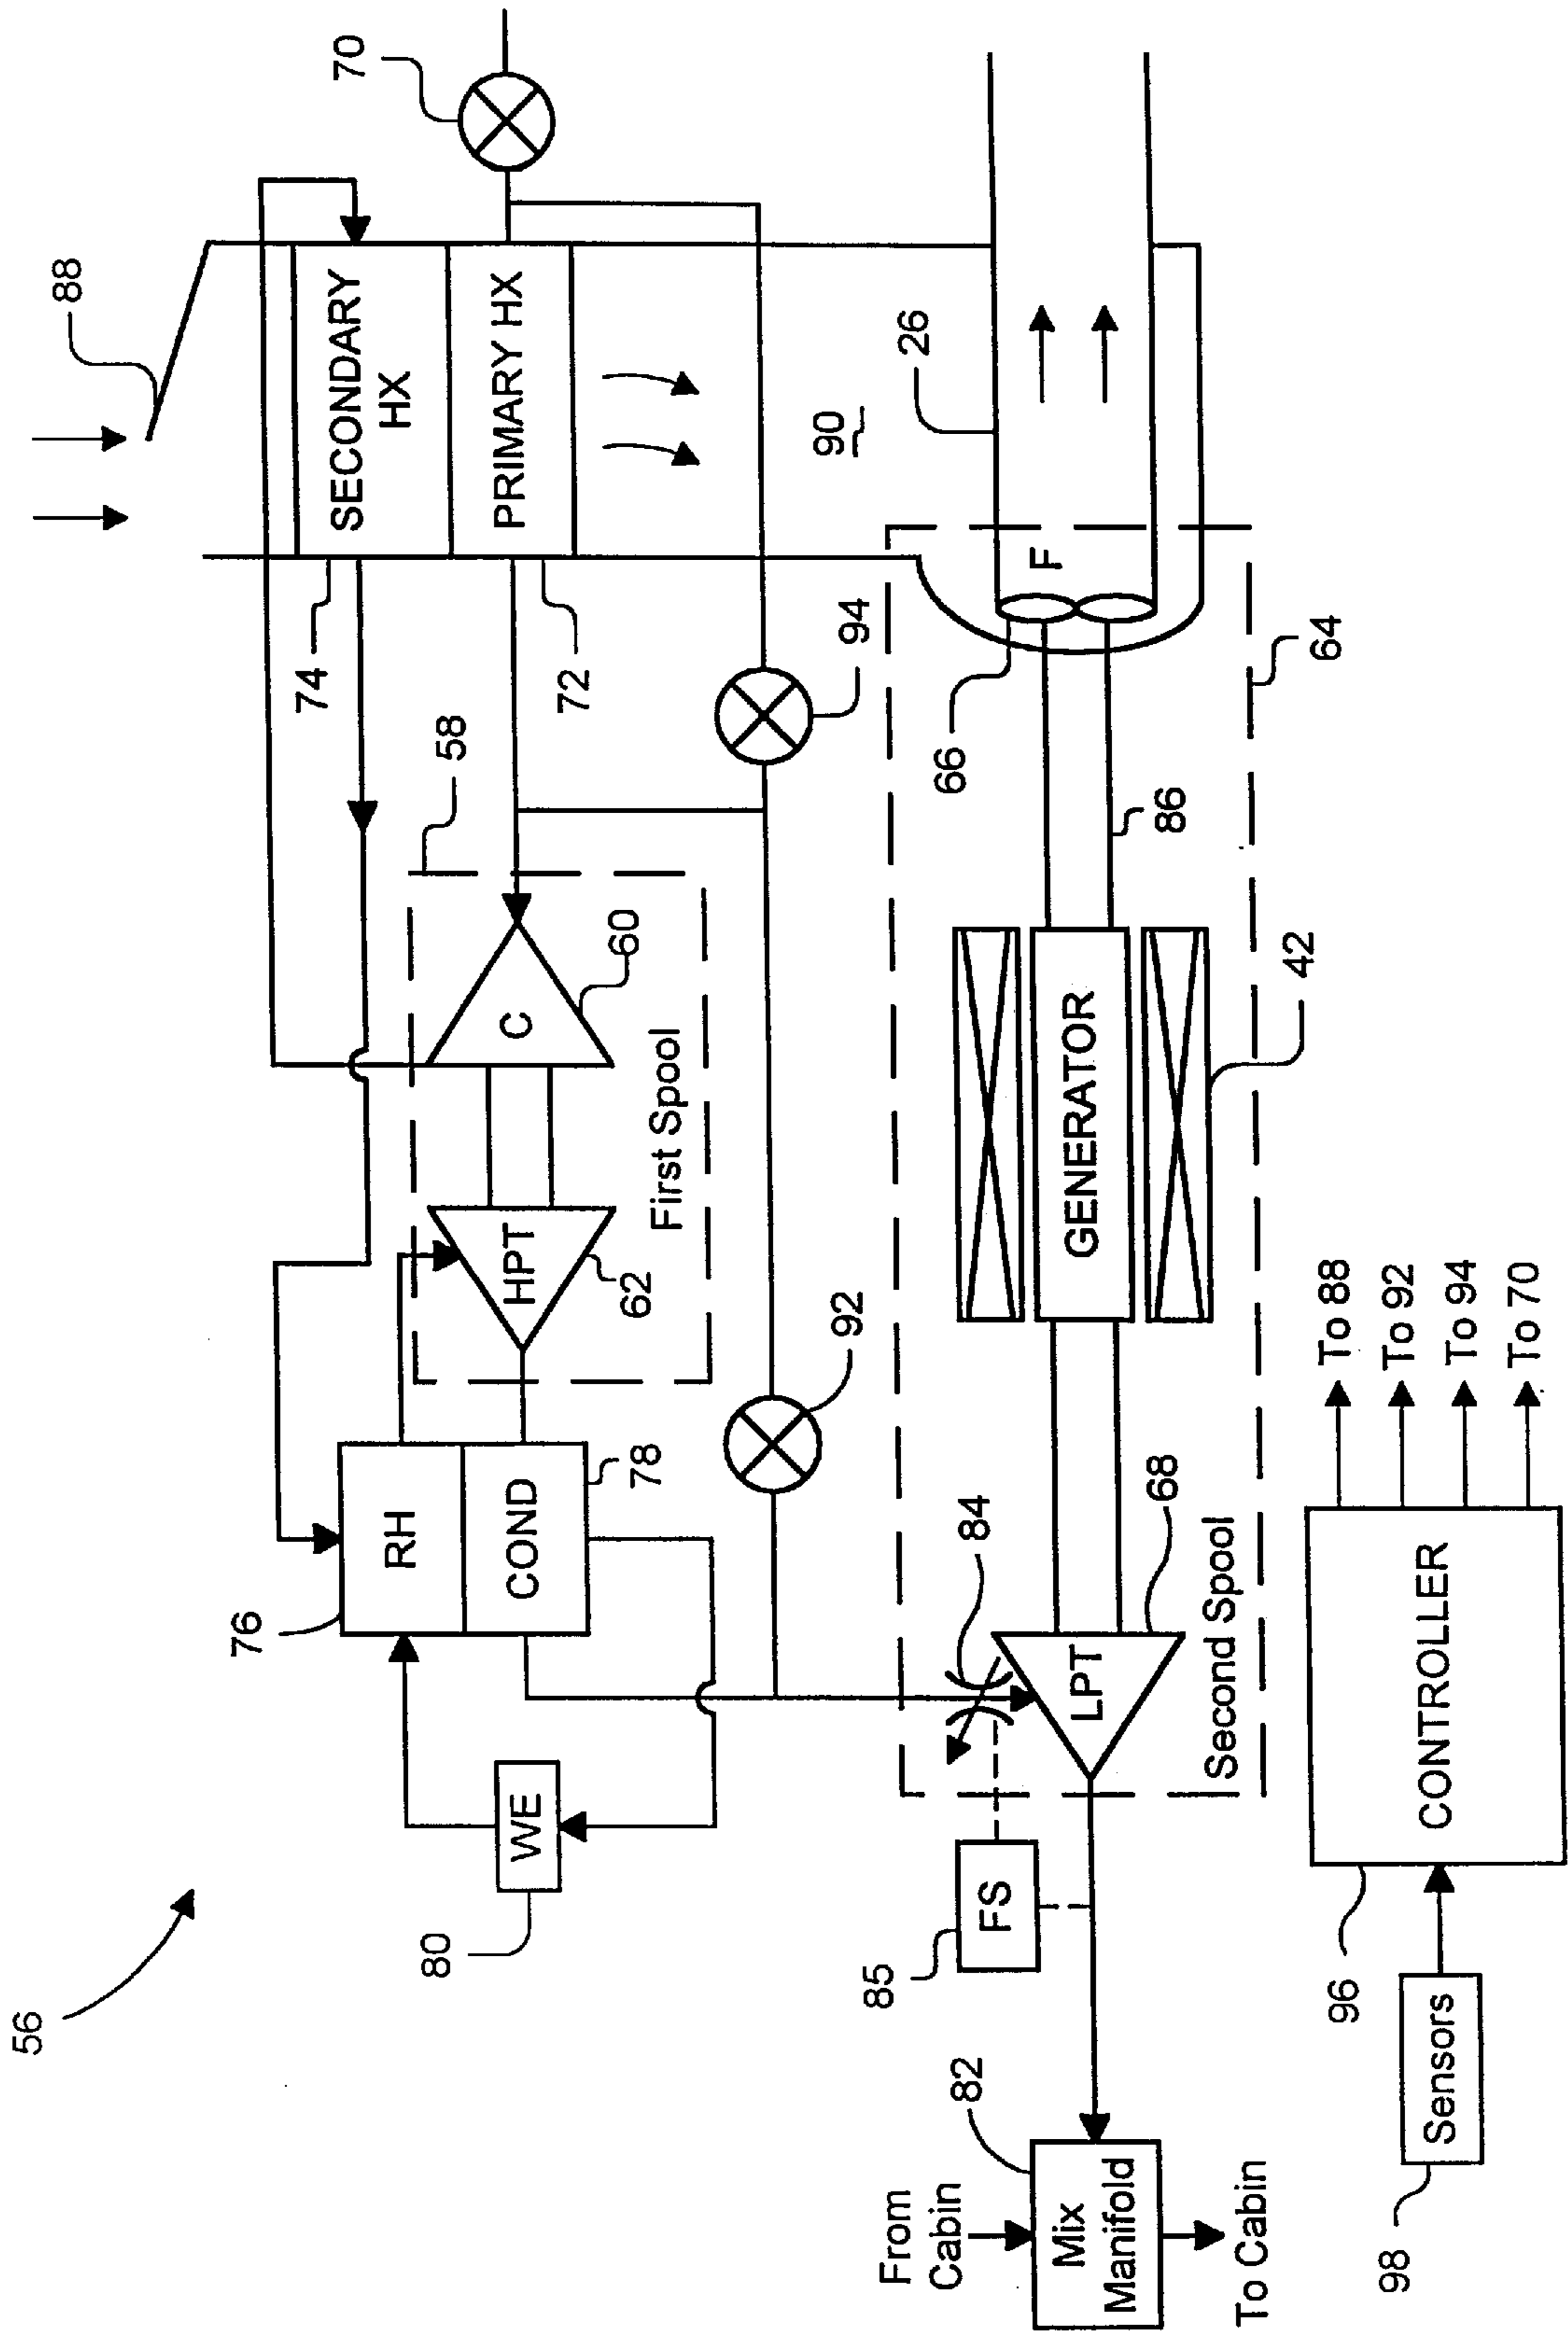 56
88
70
76
74
SECONDARY
HX
RH
80
58
WE
COND
HPT
C
PRIMARY HX
72
78
62
60
First Spool
90
92
94
85
From
Cabin
26
82
84
66
FS
F
Mix
Manifold
LPT
GENERATOR
68
86
Second Spool
To Cabin
42
64
To 88
To 92
To 94
To 70
96
98
Sensors
CONTROLLER